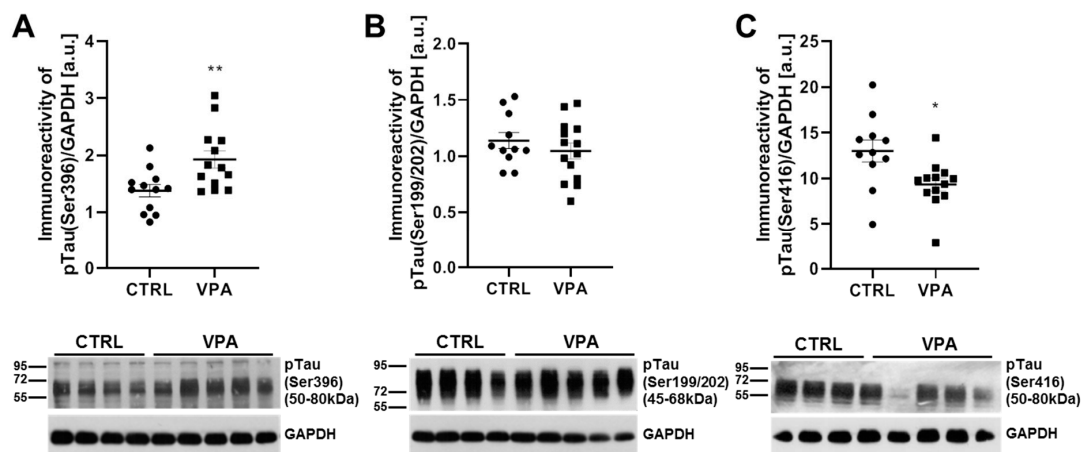 A
Immunoreactivity of
pTau(Ser396)/GAPDH [a.u.]
4
3
2
1
0
**
CTRL
VPA
B
Immunoreactivity of
pTau(Ser199/202)/GAPDH [a.u.]
2.0
1.5
1.0
0.5
0.0
CTRL
VPA
C
Immunoreactivity of
pTau(Ser416)/GAPDH [a.u.]
25
20
15
10
5
0
*
CTRL
VPA
CTRL
VPA
95
72
55
pTau
(Ser396)
(50-80kDa)
GAPDH
CTRL
VPA
95
72
55
pTau
(Ser199/202)
(45-68kDa)
GAPDH
CTRL
VPA
95
72
55
pTau
(Ser416)
(50-80kDa)
GAPDH